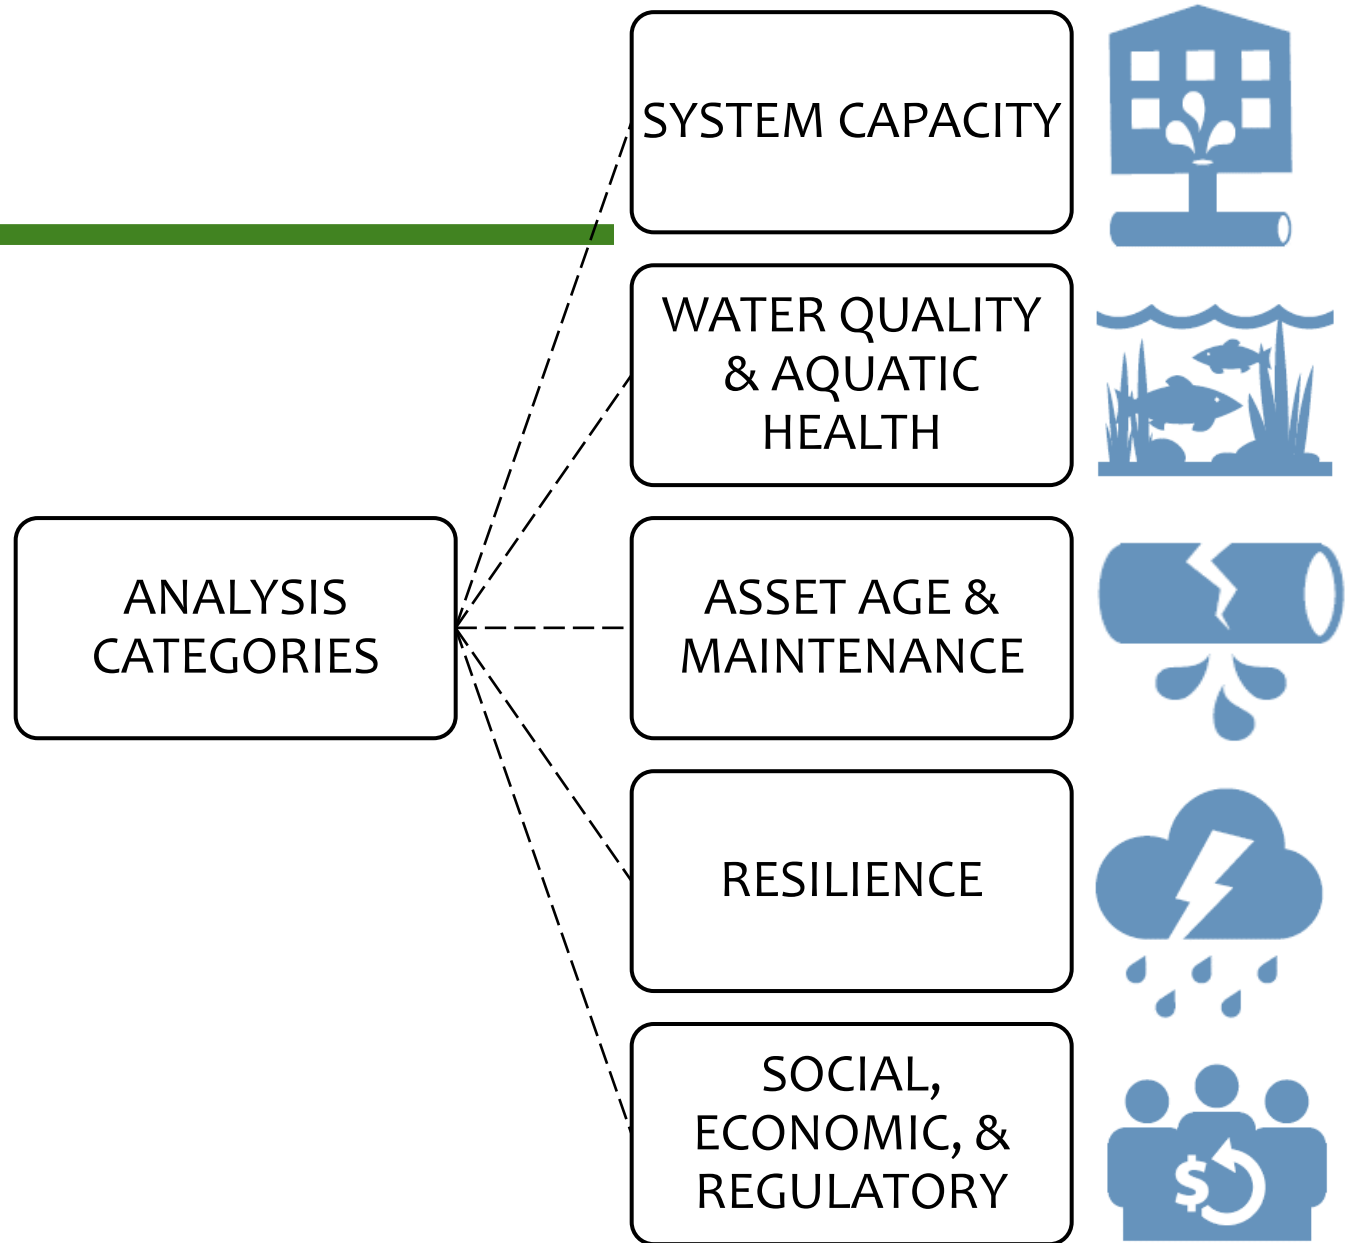 SYSTEM CAPACITY
WATER QUALITY
& AQUATIC
HEALTH
ANALYSIS
CATEGORIES
ASSET AGE &
MAINTENANCE
RESILIENCE
SOCIAL,
ECONOMIC, &
REGULATORY
$